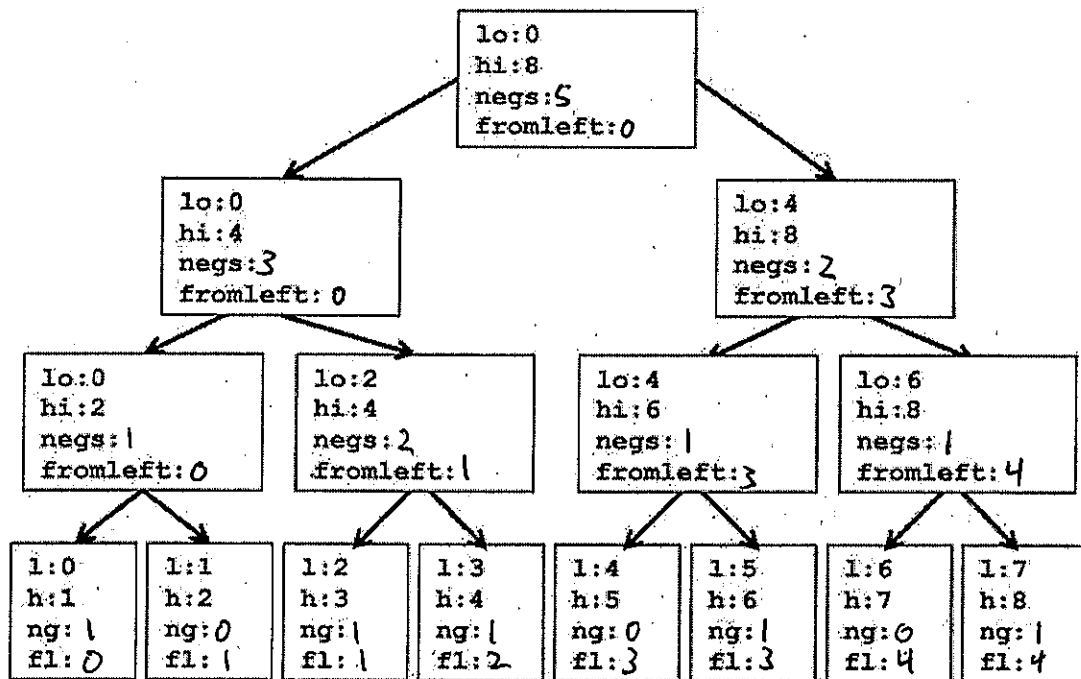 lo:0
hi:8
negs:5
fromleft:0
lo:0
hi:4
negs:3
fromleft:0
lo:4
hi:8
negs:2
fromleft:3
lo:0
hi:2
negs:1
fromleft:0
lo:2
hi:4
negs:2
fromleft:1
lo:4
hi:6
negs:1
fromleft:3
lo:6
hi:8
negs:1
fromleft:4
l:0
h:1
ng:1
fl:0
l:1
h:2
ng:0
fl:1
l:2
h:3
ng:1
fl:1
l:3
h:4
ng:1
fl:2
l:4
h:5
ng:0
fl:3
l:5
h:6
ng:1
fl:3
l:6
h:7
ng:0
fl:4
l:7
h:8
ng:1
fl:4